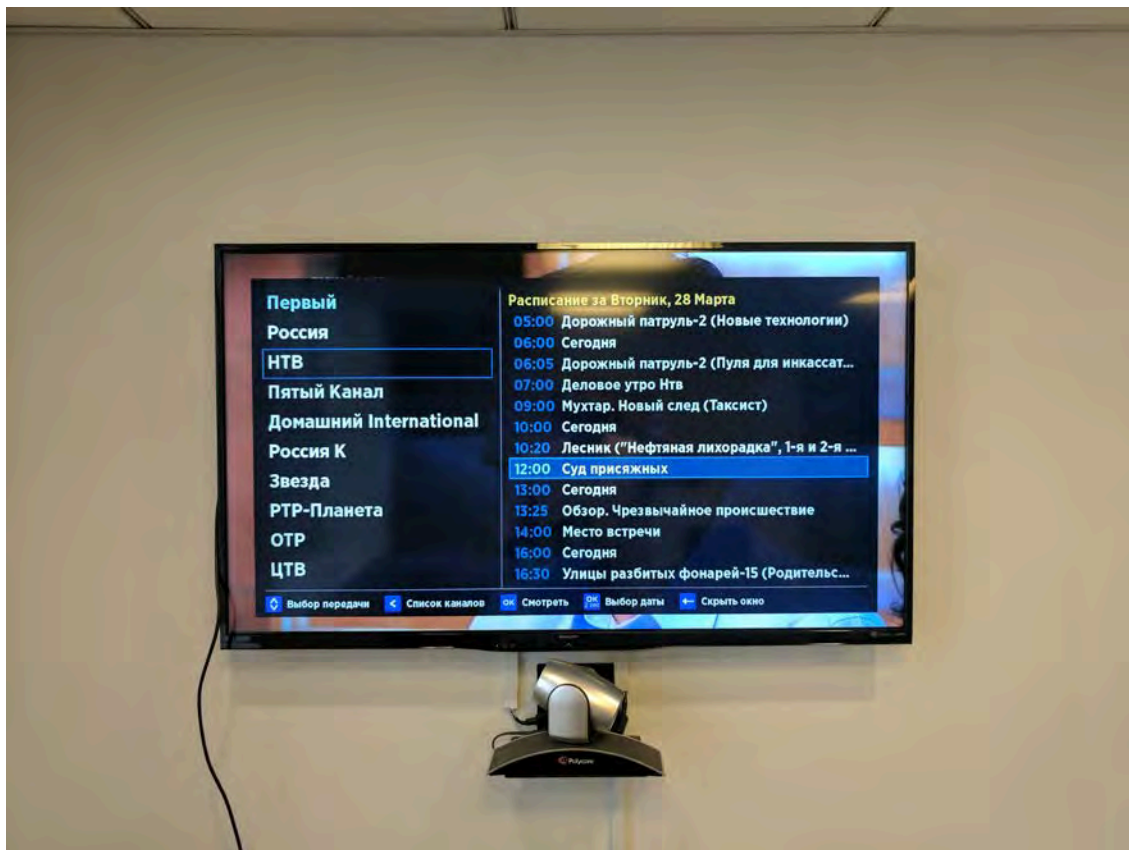 Первый
Россия
НТВ
Пятый Канал
Домашний International
Россия К
Звезда
РТР-Планета
ОТР
ЦТВ
Расписание за Вторник, 28 Марта
05:00 Дорожный патруль-2 (Новые технологии)
06:00 Сегодня
06:05 Дорожный патруль-2 (Пуля для инкассат...
07:00 Деловое утро Нтв
09:00 Мухтар. Новый след (Таксист)
10:00 Сегодня
10:20 Лесник ("Нефтяная лихорадка", 1-я и 2-я ...
12:00 Суд присяжных
13:00 Сегодня
13:25 Обзор. Чрезвычайное происшествие
14:00 Место встречи
16:00 Сегодня
16:30 Улицы разбитых фонарей-15 (Родительс...
Выбор передачи < Список каналов OK Смотреть OK Выбор даты ← Скрыть окно
Polycom